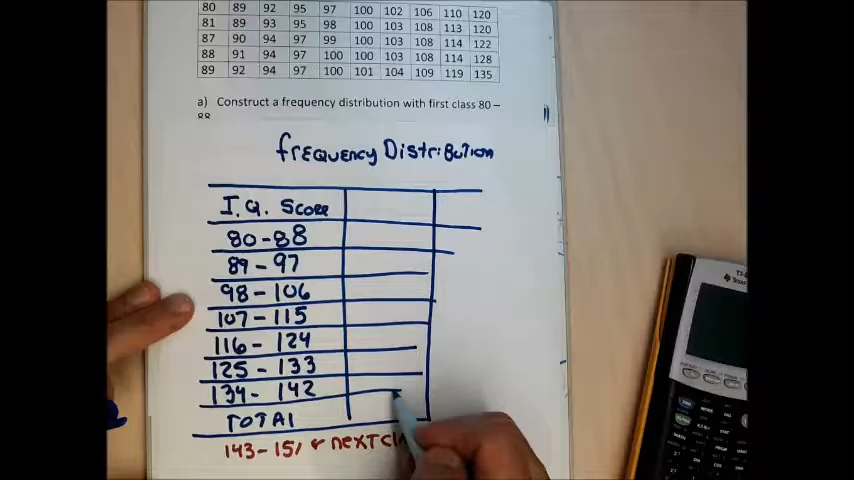 80 89 92 95 97 100 102 106 110 120
81 89 93 95 98 100 103 108 113 120
87 90 94 97 99 100 103 108 114 122
88 91 94 97 100 100 103 108 114 128
89 92 94 97 100 101 104 109 119 135
a) Construct a frequency distribution with first class 80 –
88
frequency Distribution
I.Q. Score
80-88
89-97
98-106
107-115
116-124
125-133
134-142
TOTAL
143-151 next